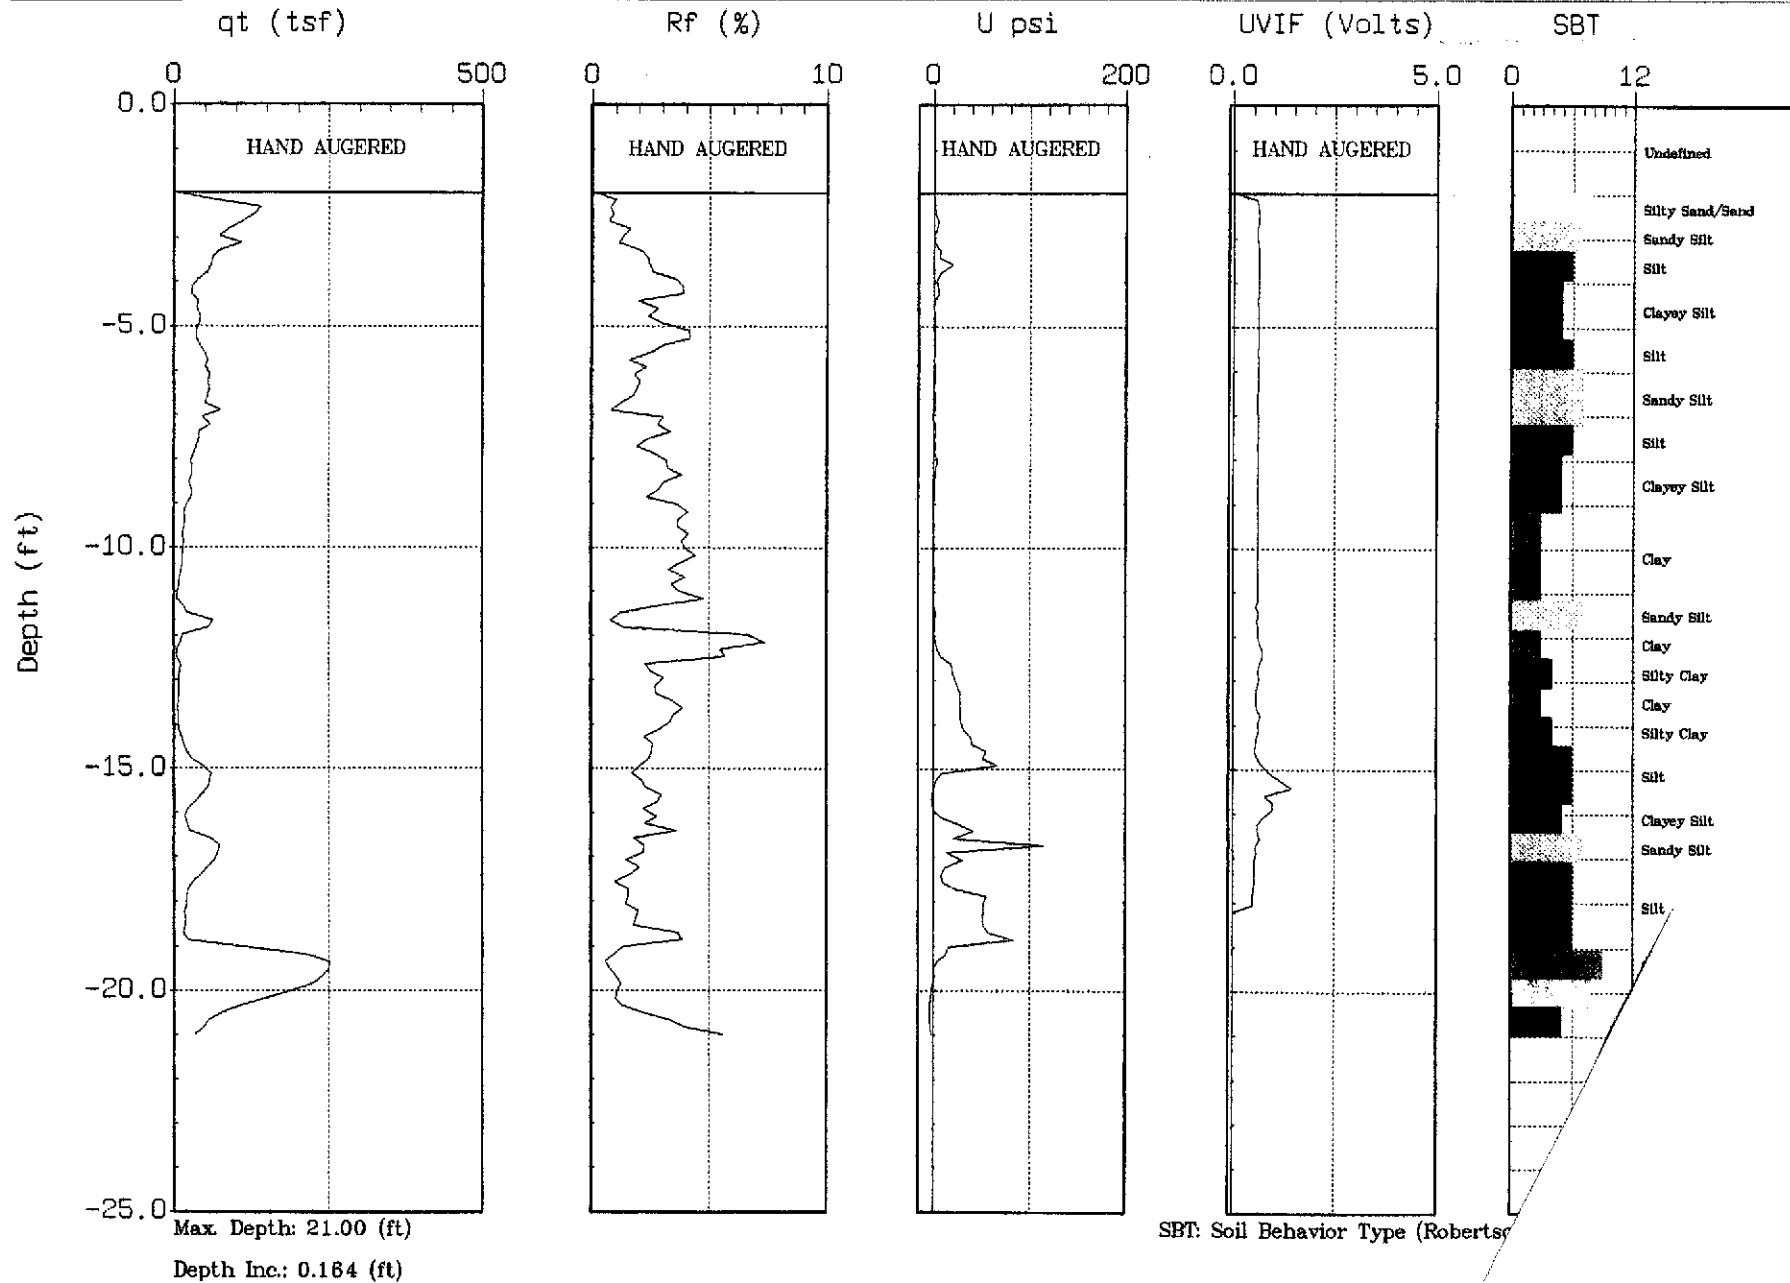 qt (tsf) Rf (%) U psi UVIF (Volts) SBT
0 500 0 10 0 200 0.0 5.0 0 12
0.0
HAND AUGERED HAND AUGERED HAND AUGERED HAND AUGERED
Undefined
Silty Sand/Sand
Sandy Silt
Silt
Clayey Silt
-5.0
Silt
Sandy Silt
Silt
Clayey Silt
-10.0
Clay
Depth (ft)
Sandy Silt
Clay
Silty Clay
Clay
Silty Clay
-15.0
Silt
Clayey Silt
Sandy Silt
Silt
-20.0
-25.0
Max. Depth: 21.00 (ft)
SBT: Soil Behavior Type (Robertso
Depth Inc.: 0.164 (ft)